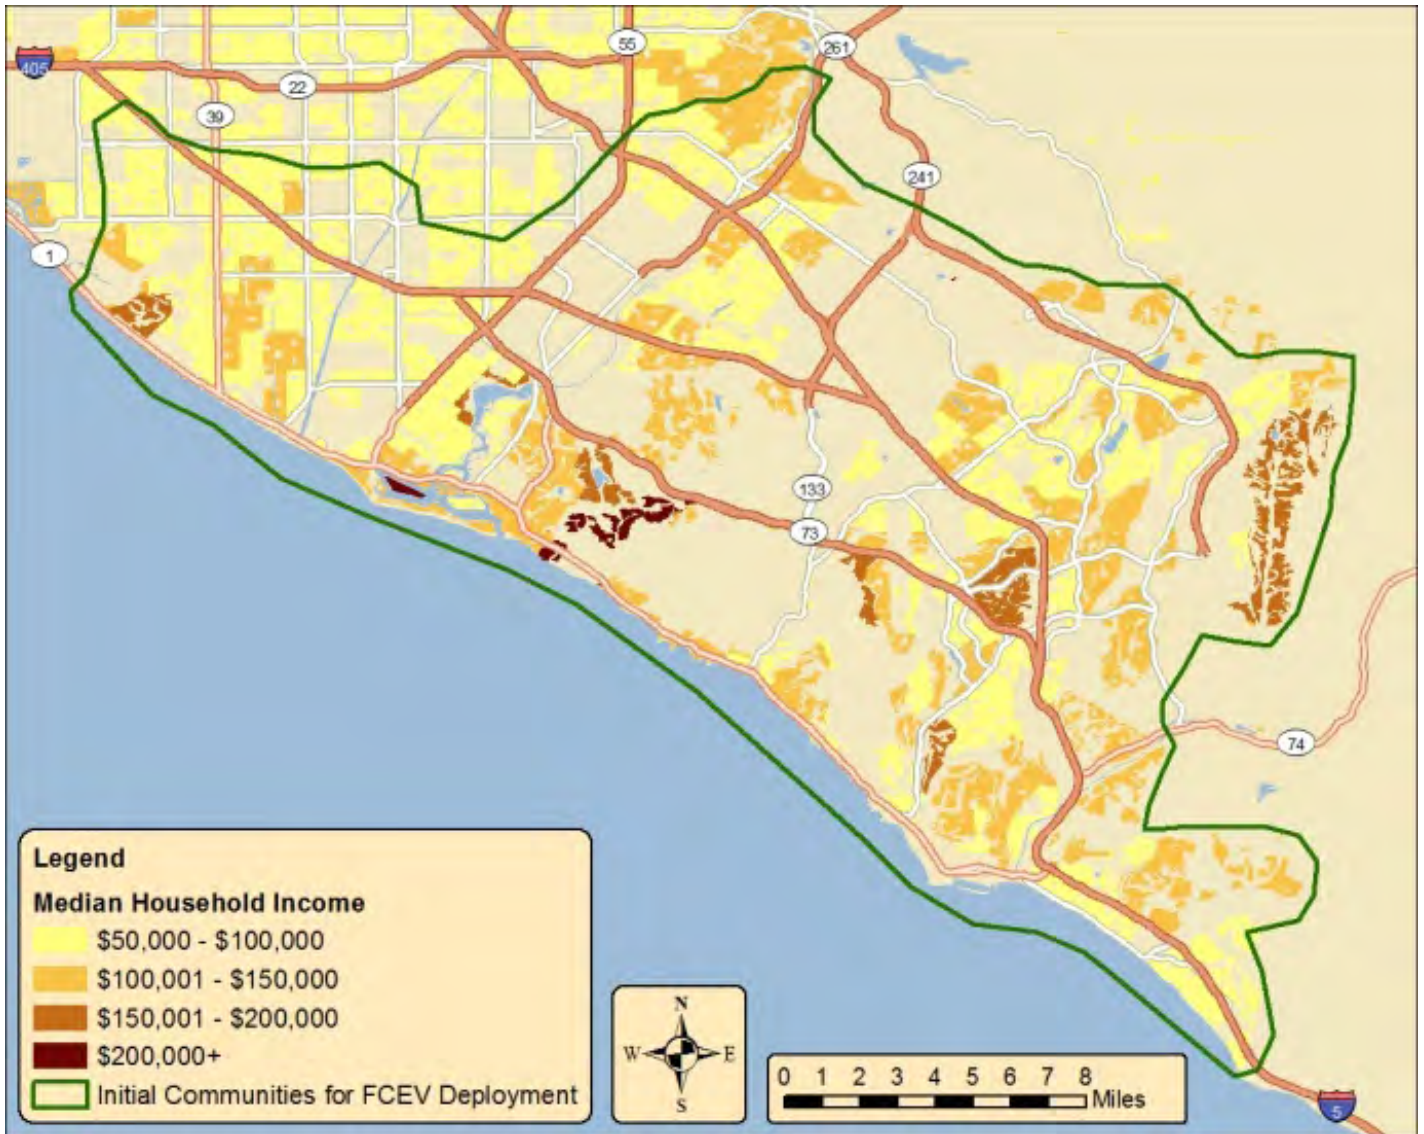 55
261
405
22
39
241
1
133
73
74
Legend
Median Household Income
$50,000 - $100,000
$100,001 - $150,000
$150,001 - $200,000
$200,000+
Initial Communities for FCEV Deployment
N
W E
S
0 1 2 3 4 5 6 7 8
Miles
5